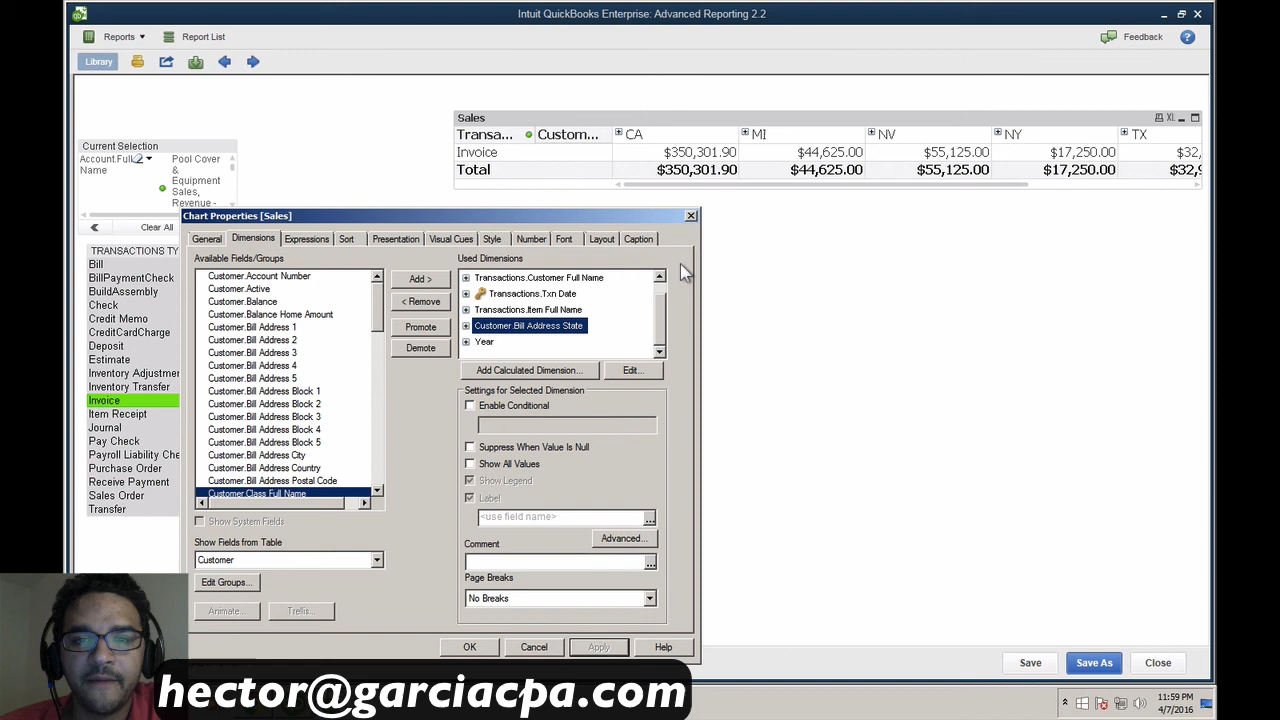 Intuit QuickBooks Enterprise: Advanced Reporting 2.2
Reports
Report List
Feedback
Library
Sales
XL
Transa...
Custom...
CA
MI
NV
NY
TX
Invoice
$350,301.90
$44,625.00
$55,125.00
$17,250.00
$32,
Total
$350,301.90
$44,625.00
$55,125.00
$17,250.00
$32,9
Current Selection
Account.Full
Name
2
Pool Cover
&
Equipment
Sales,
Revenue -
Clear All
TRANSACTIONS TY
Bill
BillPaymentCheck
BuildAssembly
Check
Credit Memo
CreditCardCharge
Deposit
Estimate
Inventory Adjustmer
Inventory Transfer
Invoice
Item Receipt
Journal
Pay Check
Payroll Liability Che
Purchase Order
Receive Payment
Sales Order
Transfer
Chart Properties [Sales]
General
Dimensions
Expressions
Sort
Presentation
Visual Cues
Style
Number
Font
Layout
Caption
Available Fields/Groups
Customer.Account Number
Customer.Active
Customer.Balance
Customer.Balance Home Amount
Customer.Bill Address 1
Customer.Bill Address 2
Customer.Bill Address 3
Customer.Bill Address 4
Customer.Bill Address 5
Customer.Bill Address Block 1
Customer.Bill Address Block 2
Customer.Bill Address Block 3
Customer.Bill Address Block 4
Customer.Bill Address Block 5
Customer.Bill Address City
Customer.Bill Address Country
Customer.Bill Address Postal Code
Customer.Class Full Name
Show System Fields
Show Fields from Table
Customer
Edit Groups...
Animate...
Trellis...
Add >
< Remove
Promote
Demote
Used Dimensions
Transactions.Customer Full Name
Transactions.Txn Date
Transactions.Item Full Name
Customer.Bill Address State
Year
Add Calculated Dimension...
Edit...
Settings for Selected Dimension
Enable Conditional
Suppress When Value Is Null
Show All Values
Show Legend
Label
<use field name>
Advanced...
Comment
Page Breaks
No Breaks
OK
Cancel
Apply
Help
Save
Save As
Close
hector@garciacpa.com
11:59 PM
4/7/2016